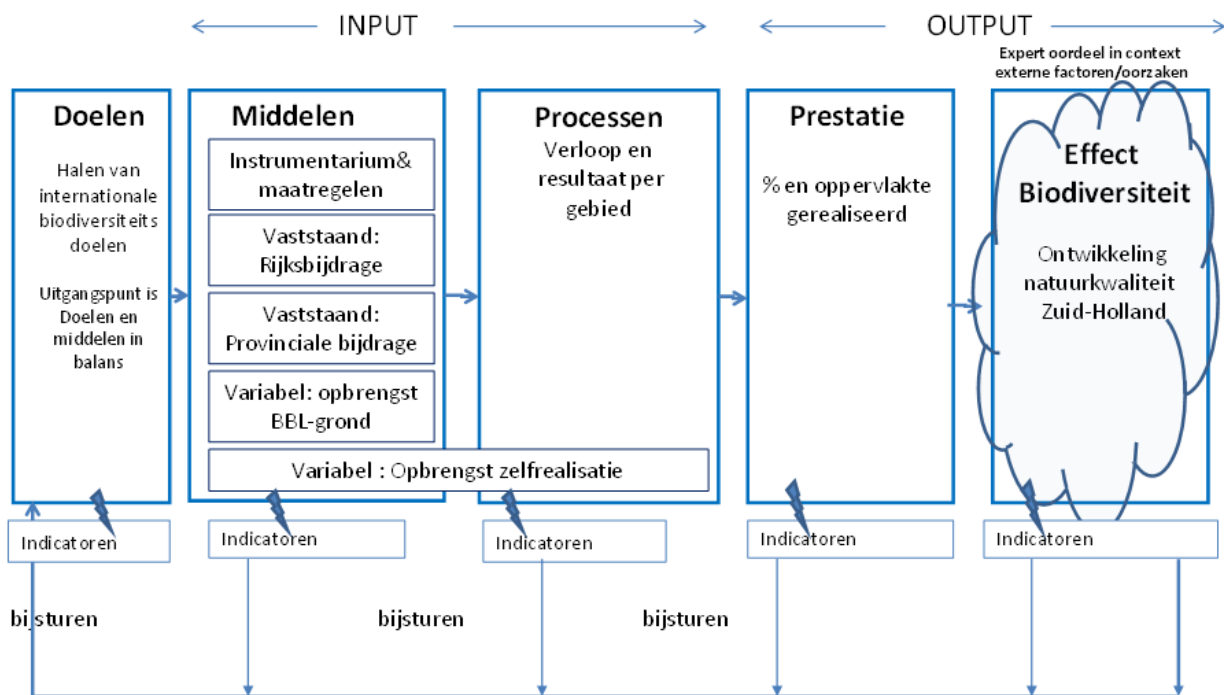 INPUT
OUTPUT
Expert oordeel in context
externe factoren/oorzaken
Doelen
Halen van
internationale
biodiversiteits
doelen
Uitgangspunt is
Doelen en
middelen in
balans
Middelen
Instrumentarium&
maatregelen
Vaststaand:
Rijksbijdrage
Vaststaand:
Provinciale bijdrage
Variabel: opbrengst
BBL-grond
Variabel : Opbrengst zelfrealisatie
Processen
Verloop en
resultaat per
gebied
Prestatie
% en oppervlakte
gerealiseerd
Effect
Biodiversiteit
Ontwikkeling
natuurkwaliteit
Zuid-Holland
Indicatoren
Indicatoren
Indicatoren
Indicatoren
Indicatoren
bijsturen
bijsturen
bijsturen